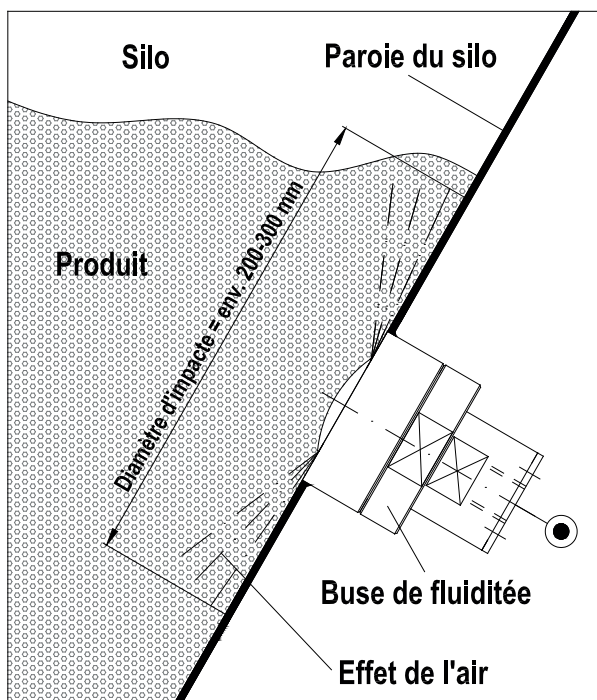 Silo
Paroie du silo
Produit
Diamètre d'impacte = env. 200-300 mm
Buse de fluiditée
Effet de l'air